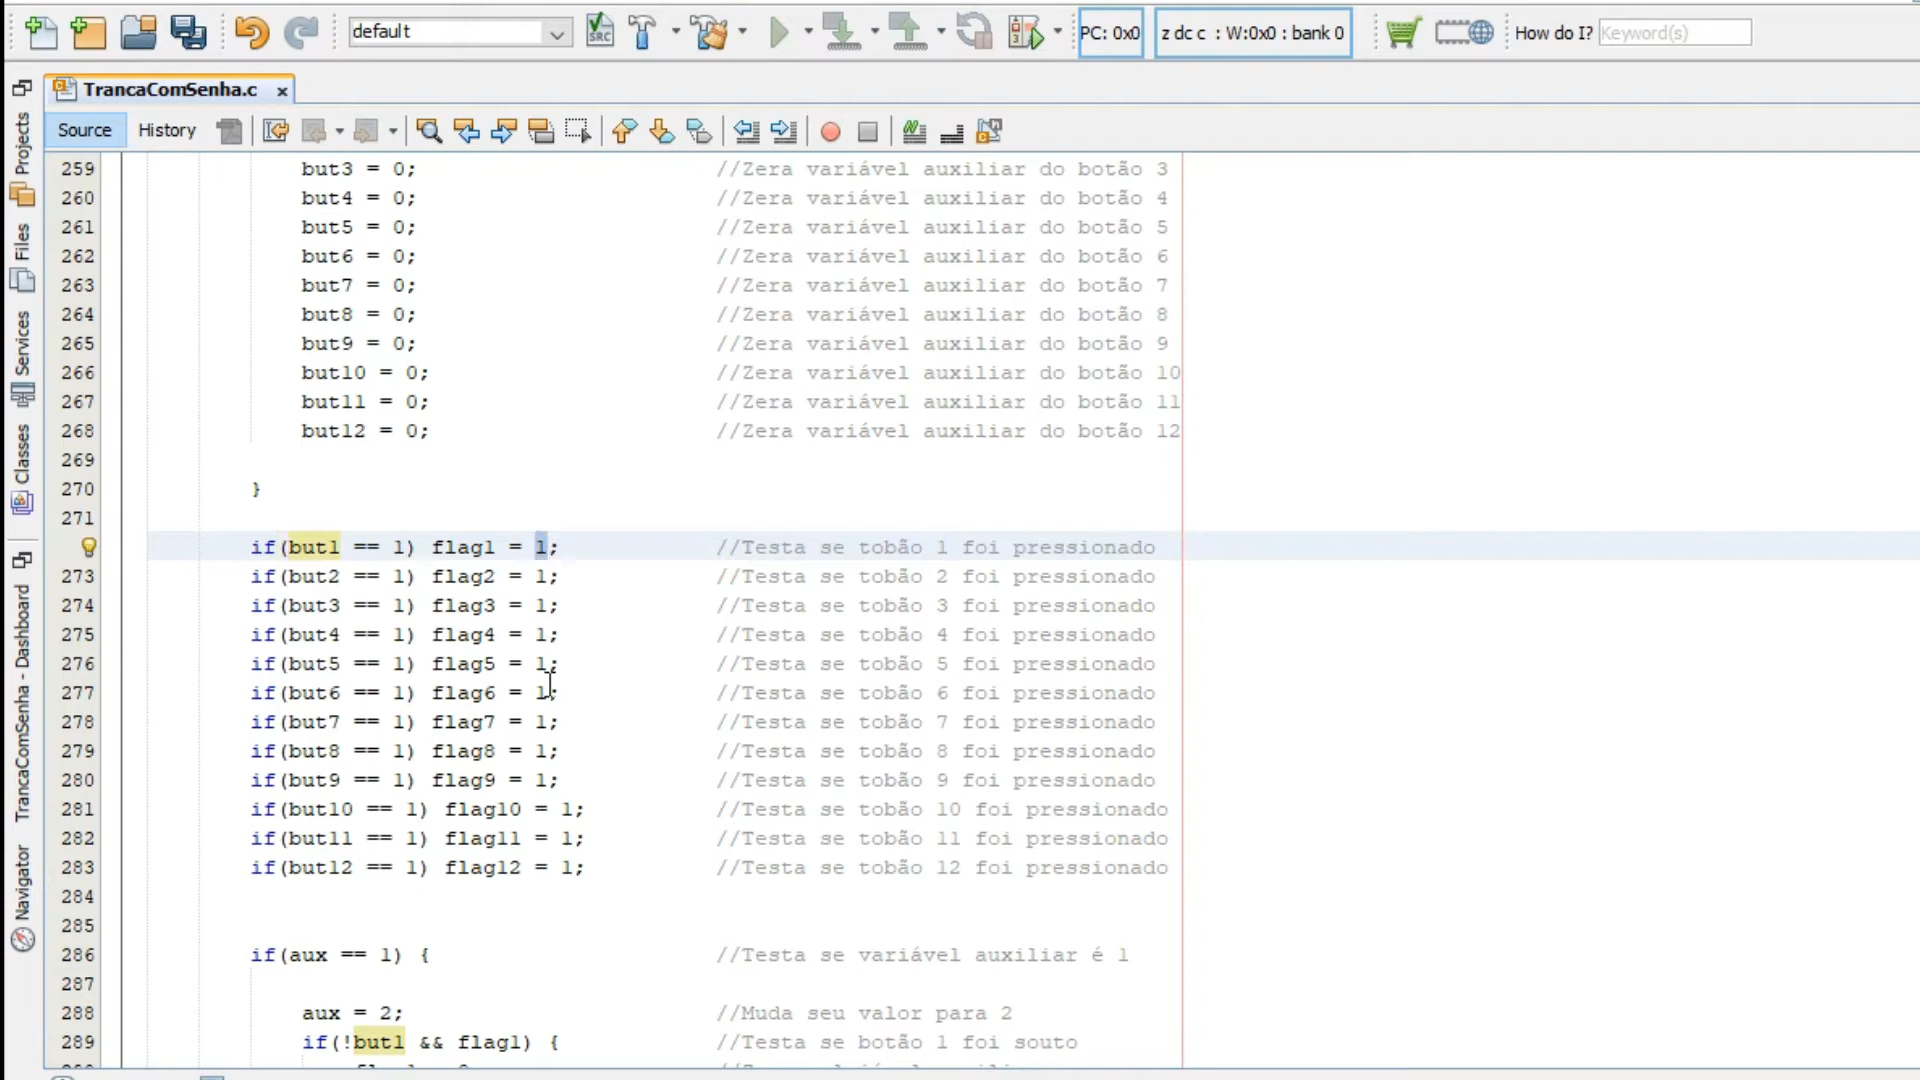 default
PC: 0x0
z dc c : W:0x0 : bank 0
How do I?
Keyword(s)
TrancaComSenha.c
Source
History
Projects
Files
Services
Classes
TrancaComSenha - Dashboard
Navigator
259 but3 = 0; //Zera variável auxiliar do botão 3
260 but4 = 0; //Zera variável auxiliar do botão 4
261 but5 = 0; //Zera variável auxiliar do botão 5
262 but6 = 0; //Zera variável auxiliar do botão 6
263 but7 = 0; //Zera variável auxiliar do botão 7
264 but8 = 0; //Zera variável auxiliar do botão 8
265 but9 = 0; //Zera variável auxiliar do botão 9
266 but10 = 0; //Zera variável auxiliar do botão 10
267 but11 = 0; //Zera variável auxiliar do botão 11
268 but12 = 0; //Zera variável auxiliar do botão 12
269
270 }
271
if(but1 == 1) flag1 = 1; //Testa se tobão 1 foi pressionado
273 if(but2 == 1) flag2 = 1; //Testa se tobão 2 foi pressionado
274 if(but3 == 1) flag3 = 1; //Testa se tobão 3 foi pressionado
275 if(but4 == 1) flag4 = 1; //Testa se tobão 4 foi pressionado
276 if(but5 == 1) flag5 = 1; //Testa se tobão 5 foi pressionado
277 if(but6 == 1) flag6 = 1; //Testa se tobão 6 foi pressionado
278 if(but7 == 1) flag7 = 1; //Testa se tobão 7 foi pressionado
279 if(but8 == 1) flag8 = 1; //Testa se tobão 8 foi pressionado
280 if(but9 == 1) flag9 = 1; //Testa se tobão 9 foi pressionado
281 if(but10 == 1) flag10 = 1; //Testa se tobão 10 foi pressionado
282 if(but11 == 1) flag11 = 1; //Testa se tobão 11 foi pressionado
283 if(but12 == 1) flag12 = 1; //Testa se tobão 12 foi pressionado
284
285
286 if(aux == 1) { //Testa se variável auxiliar é 1
287
288 aux = 2; //Muda seu valor para 2
289 if(!but1 && flag1) { //Testa se botão 1 foi souto